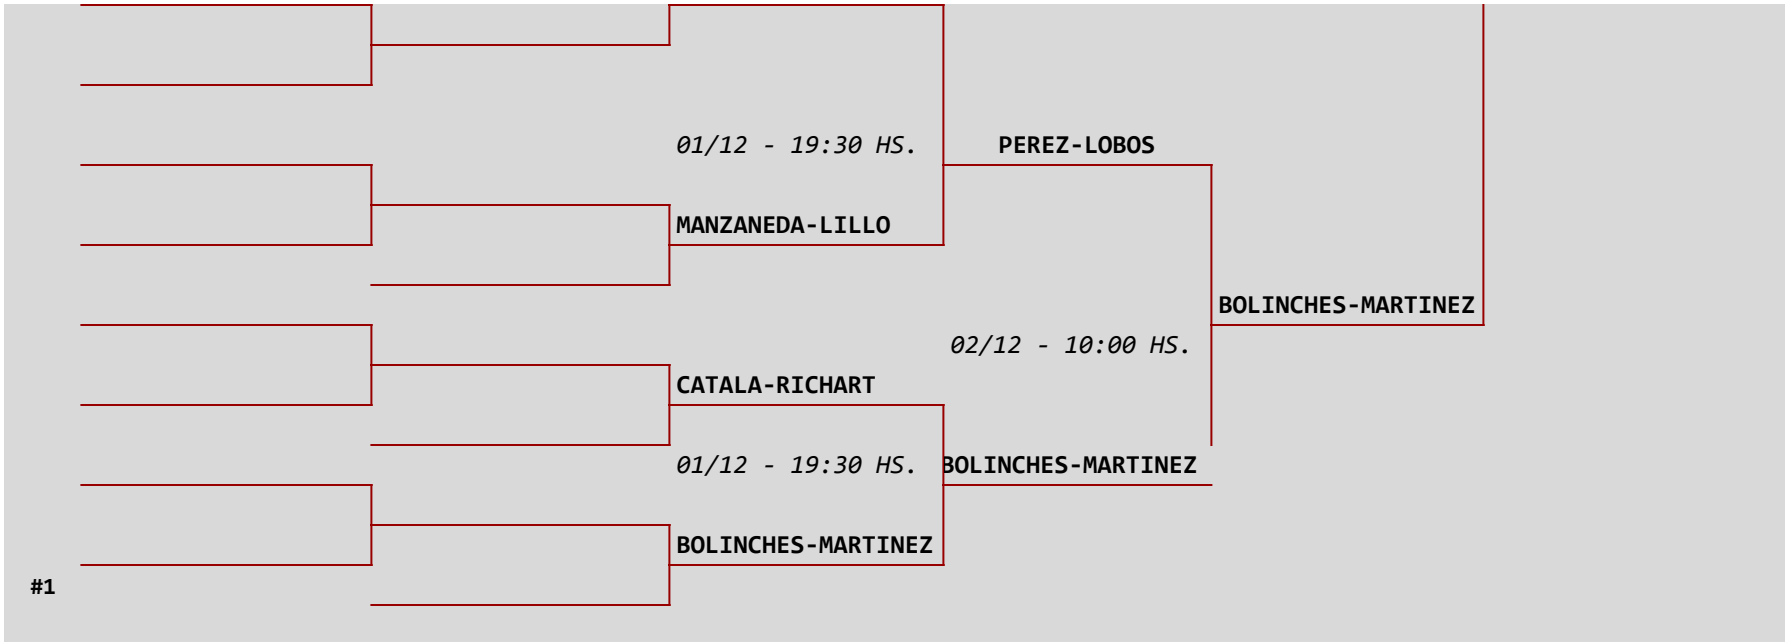 01/12 - 19:30 HS.
PEREZ-LOBOS
MANZANEDA-LILLO
BOLINCHES-MARTINEZ
02/12 - 10:00 HS.
CATALA-RICHART
01/12 - 19:30 HS.
BOLINCHES-MARTINEZ
BOLINCHES-MARTINEZ
#1